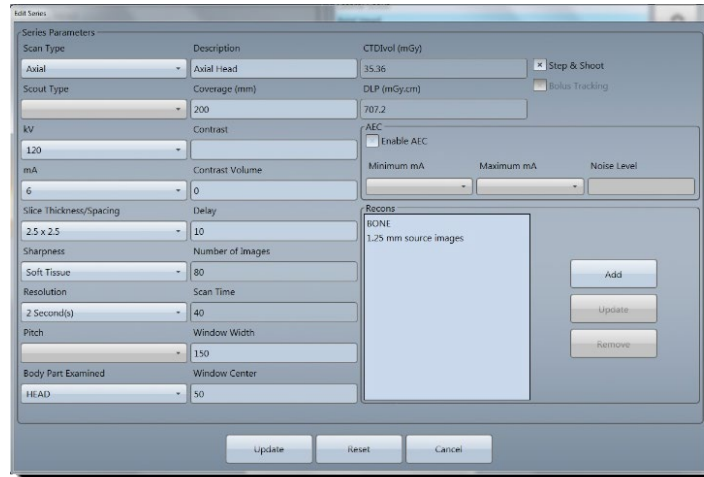 Edit Series
Series Parameters
Scan Type
Axial
Scout Type
kV
120
mA
6
Slice Thickness/Spacing
2.5 x 2.5
Sharpness
Soft Tissue
Resolution
2 Second(s)
Pitch
Body Part Examined
HEAD
Description
Axial Head
Coverage (mm)
200
Contrast
Contrast Volume
0
Delay
10
Number of Images
80
Scan Time
40
Window Width
150
Window Center
50
CTDIvol (mGy)
35.36
DLP (mGy.cm)
707.2
Step & Shoot
Bolus Tracking
AEC
Enable AEC
Minimum mA
Maximum mA
Noise Level
Recons
BONE
1.25 mm source images
Add
Update
Remove
Update
Reset
Cancel